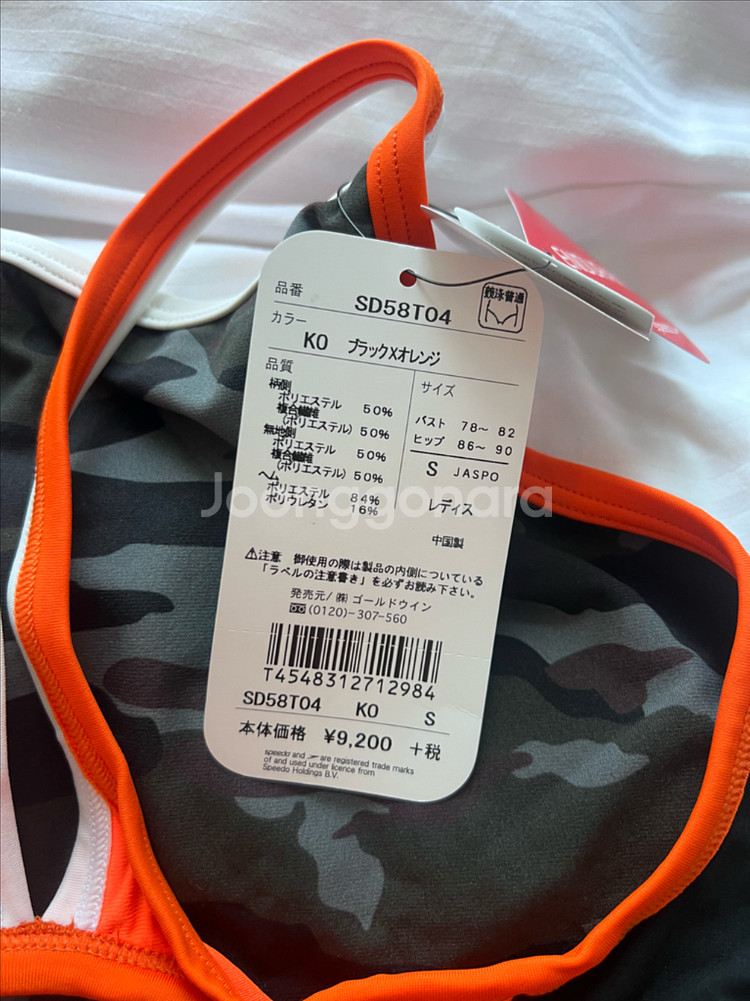 品番 SD58T04 競泳普通
カラー KO ブラック×オレンジ
品質
柄側
ポリエステル 50%
複合繊維
(ポリエステル) 50%
無地側
ポリエステル 50%
複合繊維
(ポリエステル) 50%
ヘム
ポリエステル 84%
ポリウレタン 16%
サイズ
バスト 78~ 82
ヒップ 86~ 90
S JASPO
レディス
中国製
Joonggonara
⚠注意 御使用の際は製品の内側についている
「ラベルの注意書き」を必ずお読み下さい。
発売元/㈱ゴールドウイン
(0120)-307-560
T4548312712984
SD58T04 KO S
本体価格 ¥9,200 +税
speedo and are registered trade marks
of and used under licence from
Speedo Holdings B.V.